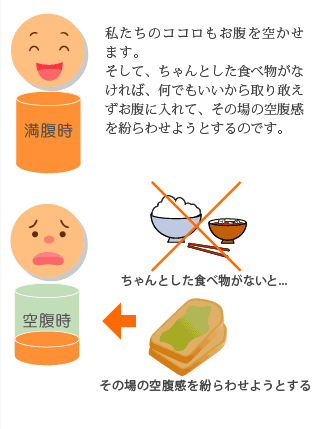 私たちのココロもお腹を空かせ
ます。
そして、ちゃんとした食べ物がな
ければ、何でもいいから取り敢え
ずお腹に入れて、その場の空腹感
を紛らわせようとするのです。
満腹時
ちゃんとした食べ物がないと...
空腹時
その場の空腹感を紛らわせようとする